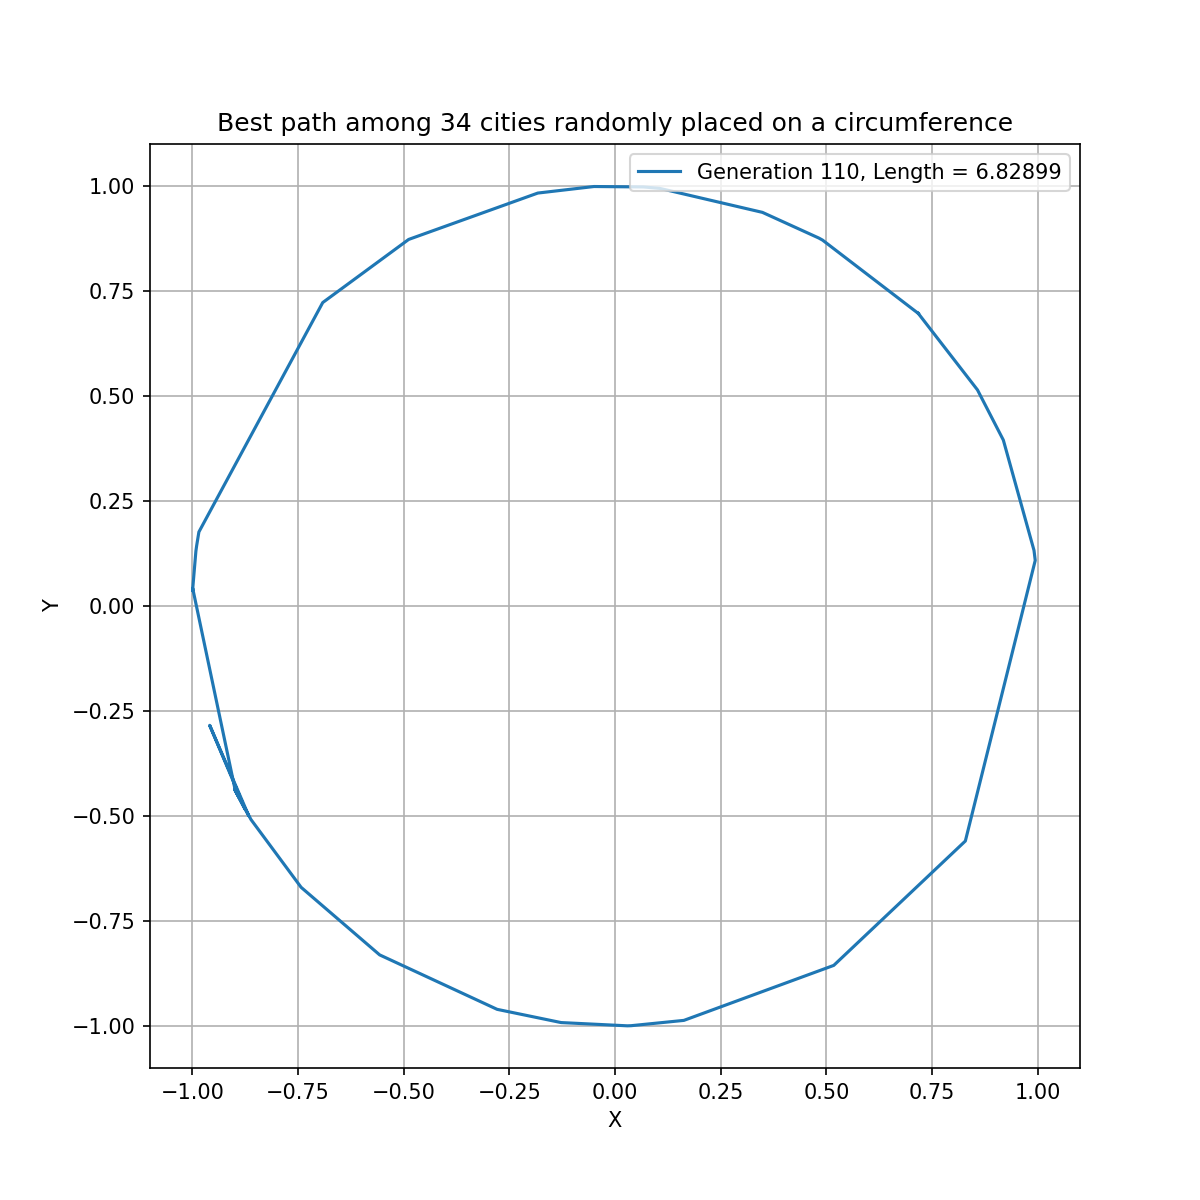 Best path among 34 cities randomly placed on a circumference
Generation 110, Length = 6.82899
1.00
0.75
0.50
0.25
0.00
−0.25
−0.50
−0.75
−1.00
Y
−1.00 −0.75 −0.50 −0.25 0.00 0.25 0.50 0.75 1.00
X